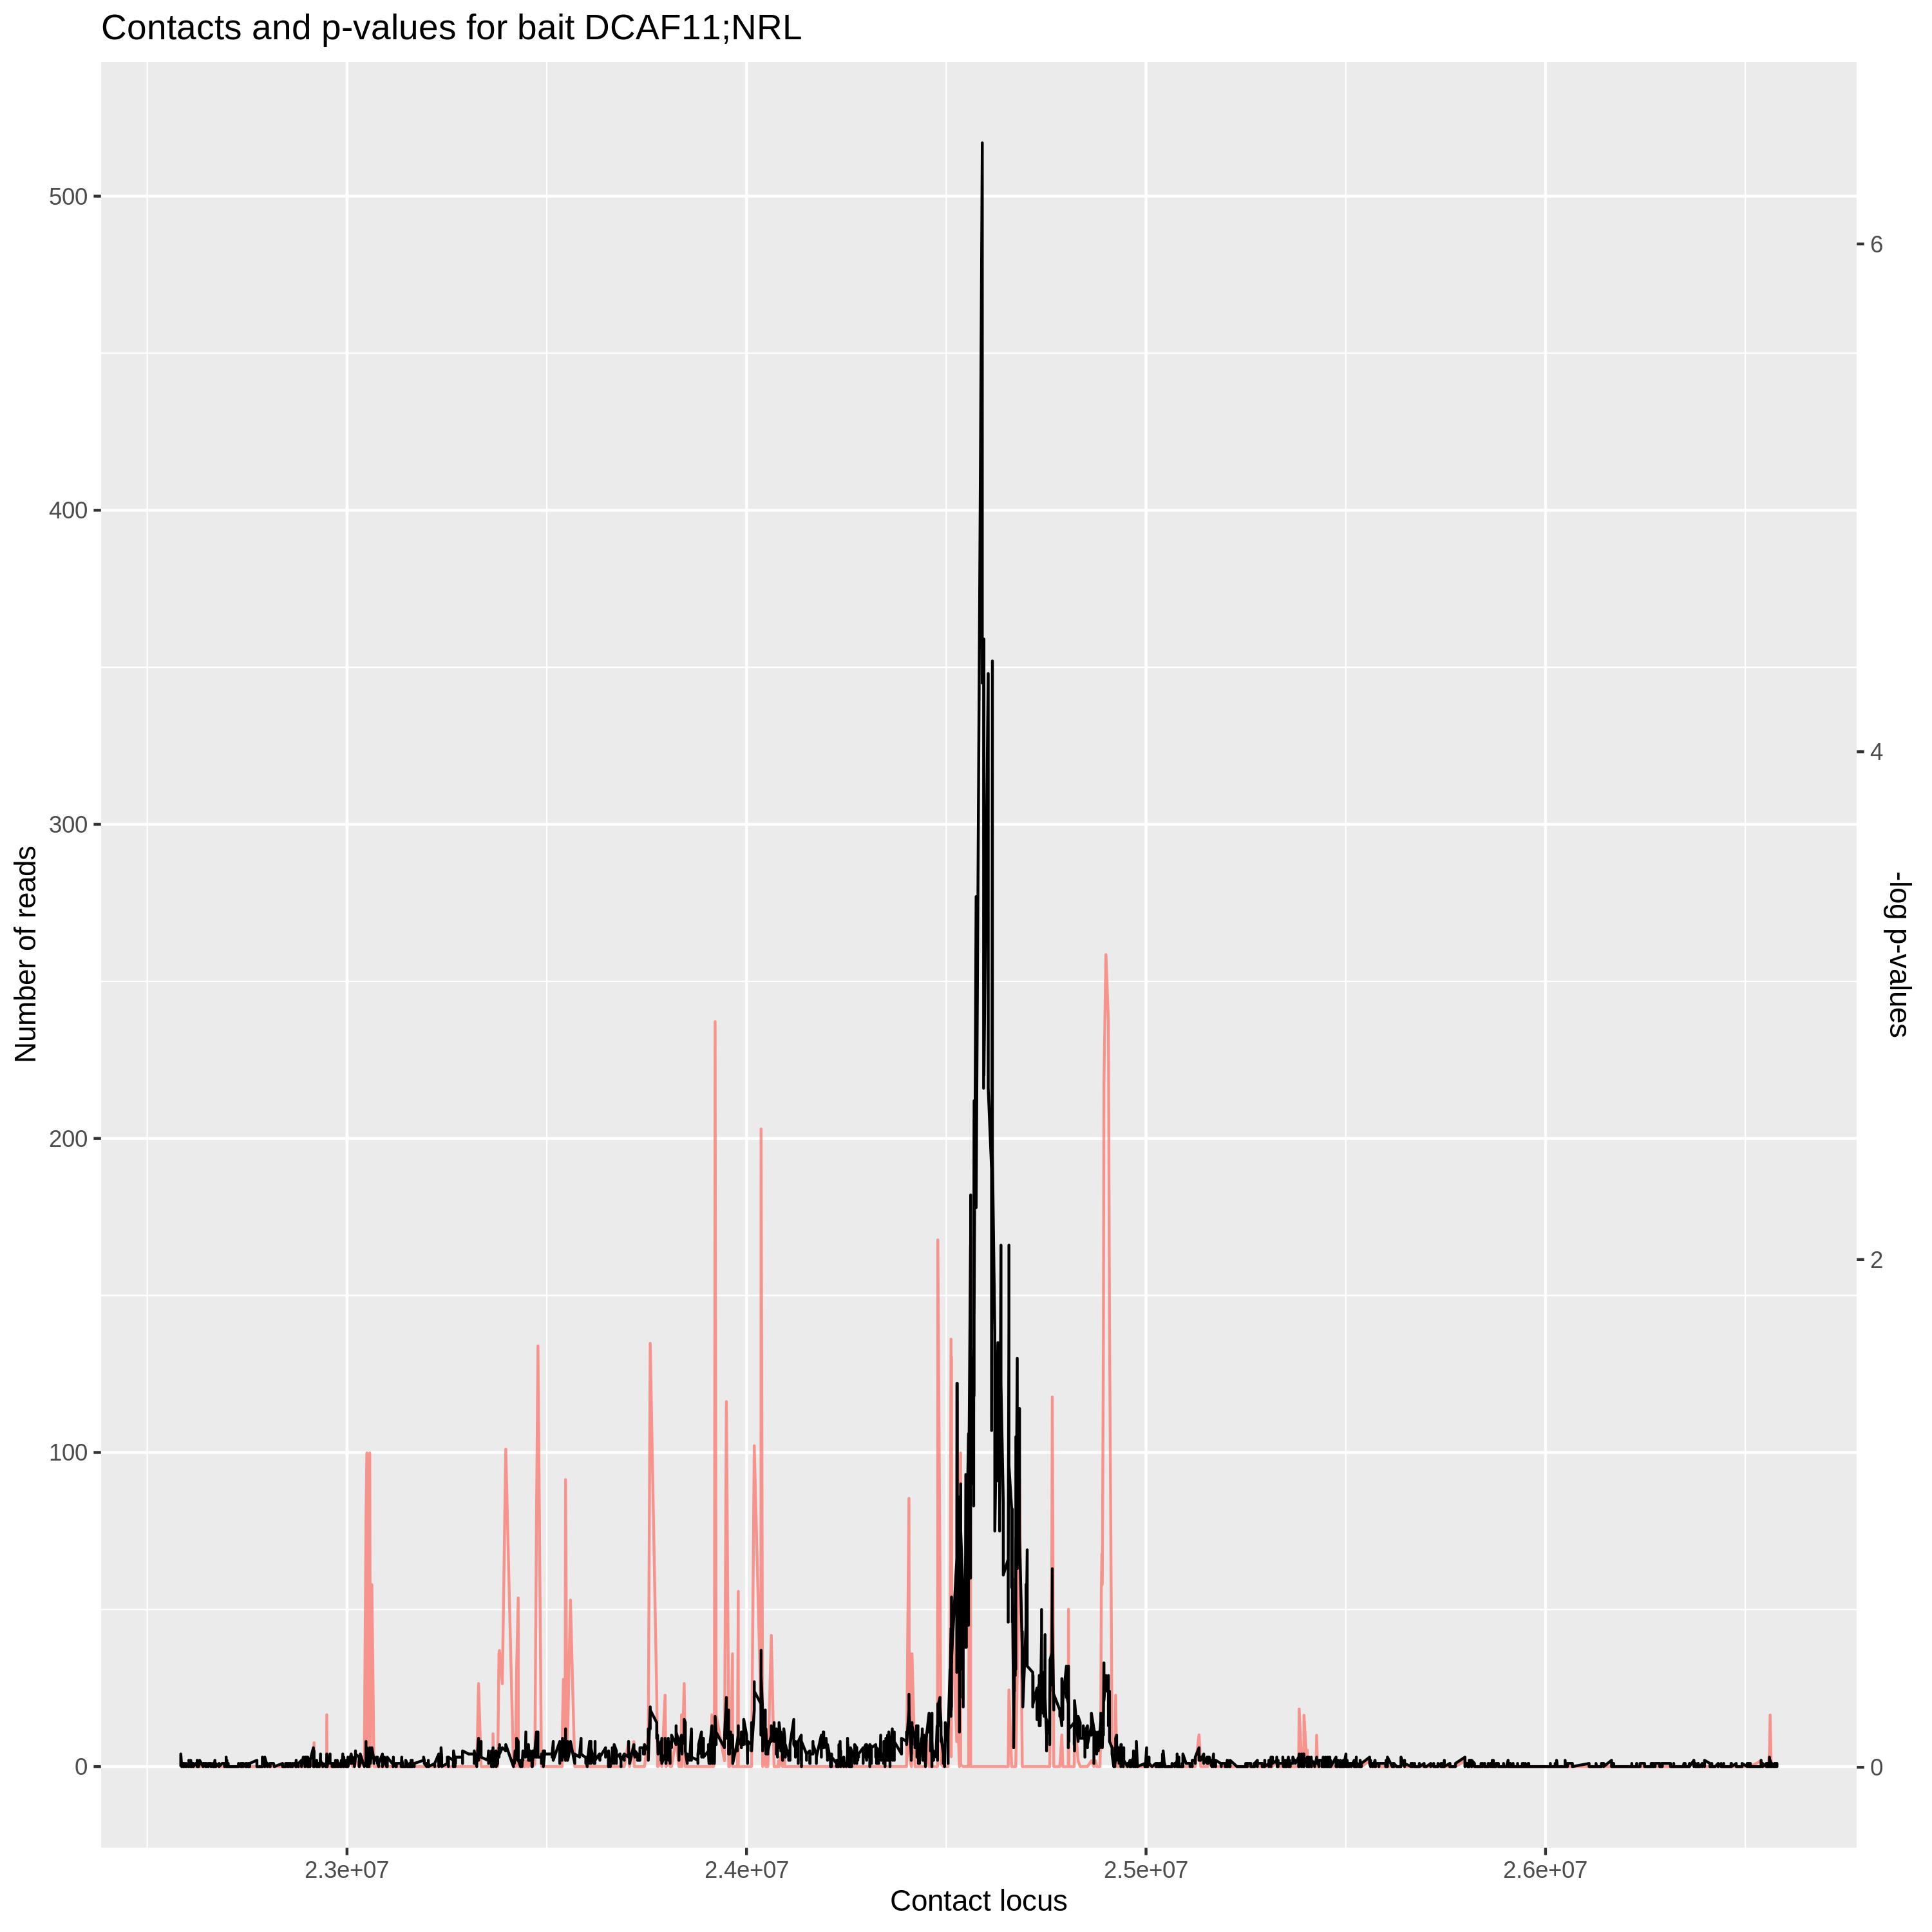 Contacts and p-values for bait DCAF11;NRL
500
400
300
200
100
0
Number of reads
6
4
2
0
-log p-values
2.3e+07
2.4e+07
2.5e+07
2.6e+07
Contact locus